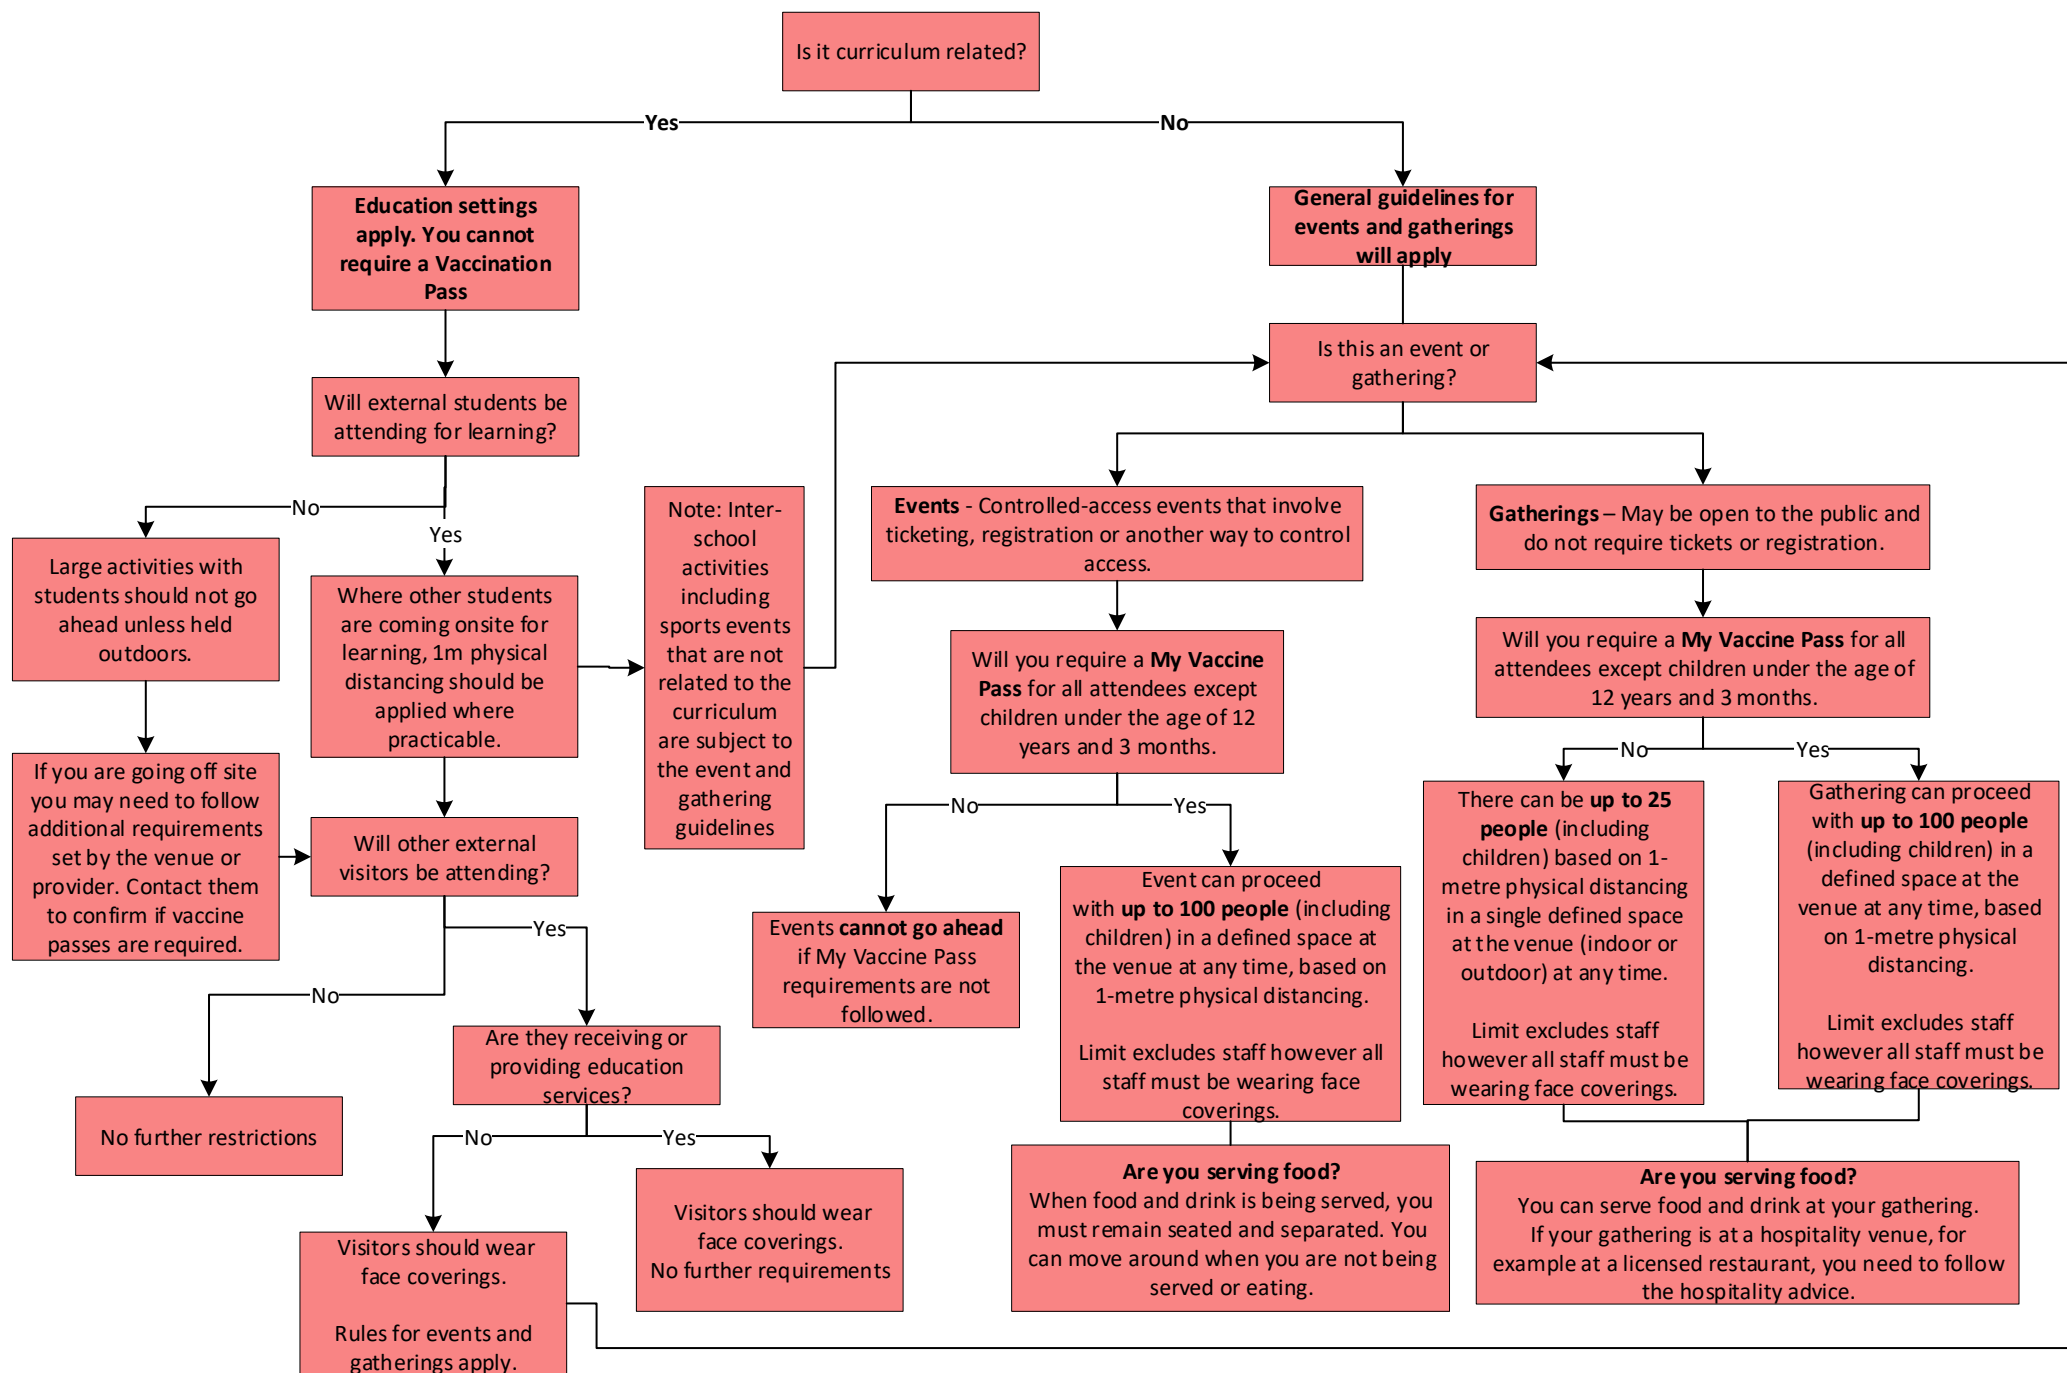 Is it curriculum related?
Yes
No
Education settings
apply. You cannot
require a Vaccination
Pass
General guidelines for
events and gatherings
will apply
Will external students be
attending for learning?
Is this an event or
gathering?
No
Yes
Large activities with
students should not go
ahead unless held
outdoors.
Where other students
are coming onsite for
learning, 1m physical
distancing should be
applied where
practicable.
Note: Inter-
school
activities
including
sports events
that are not
related to the
curriculum
are subject to
the event and
gathering
guidelines
Events - Controlled-access events that involve
ticketing, registration or another way to control
access.
Gatherings – May be open to the public and
do not require tickets or registration.
Will you require a My Vaccine
Pass for all attendees except
children under the age of 12
years and 3 months.
Will you require a My Vaccine Pass for all
attendees except children under the age of
12 years and 3 months.
If you are going off site
you may need to follow
additional requirements
set by the venue or
provider. Contact them
to confirm if vaccine
passes are required.
Will other external
visitors be attending?
No
Yes
No
Yes
Events cannot go ahead
if My Vaccine Pass
requirements are not
followed.
Event can proceed
with up to 100 people (including
children) in a defined space at
the venue at any time, based on
1-metre physical distancing.
Limit excludes staff however all
staff must be wearing face
coverings.
There can be up to 25
people (including
children) based on 1-
metre physical distancing
in a single defined space
at the venue (indoor or
outdoor) at any time.
Limit excludes staff
however all staff must be
wearing face coverings.
Gathering can proceed
with up to 100 people
(including children) in a
defined space at the
venue at any time, based
on 1-metre physical
distancing.
Limit excludes staff
however all staff must be
wearing face coverings.
Yes
No
Are they receiving or
providing education
services?
No further restrictions
No
Yes
Visitors should wear
face coverings.
No further requirements
Visitors should wear
face coverings.
Rules for events and
gatherings apply.
Are you serving food?
When food and drink is being served, you
must remain seated and separated. You
can move around when you are not being
served or eating.
Are you serving food?
You can serve food and drink at your gathering.
If your gathering is at a hospitality venue, for
example at a licensed restaurant, you need to follow
the hospitality advice.